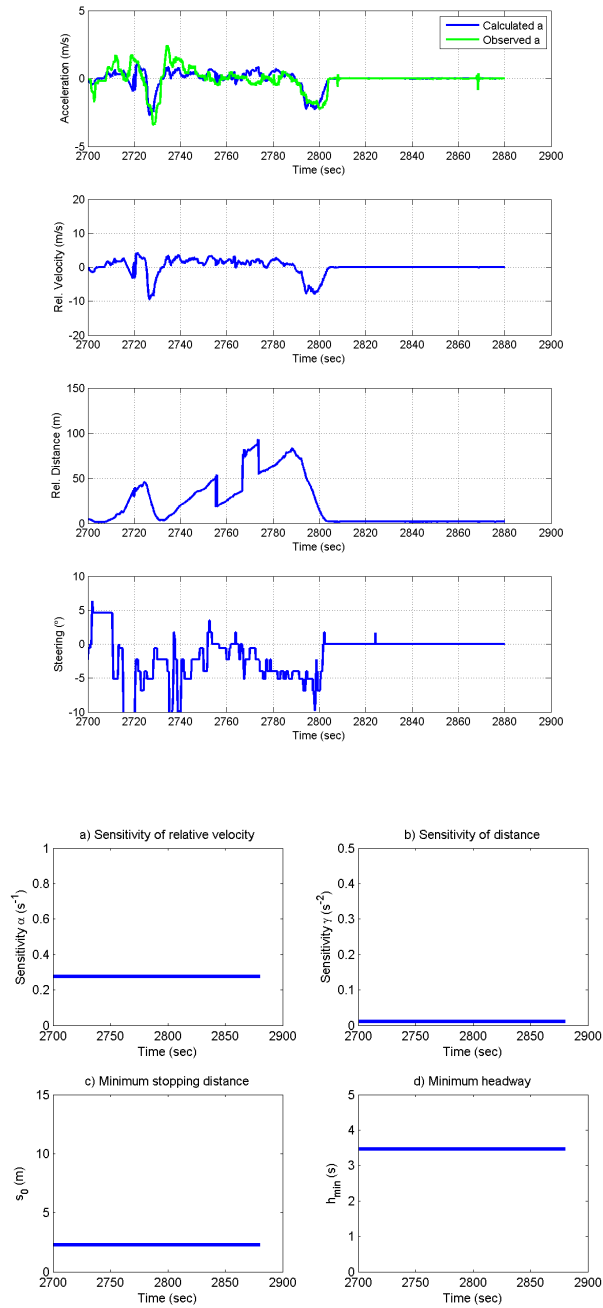 5
0
-5
Acceleration (m/s)
Calculated a
Observed a
2700 2720 2740 2760 2780 2800 2820 2840 2860 2880 2900
Time (sec)
20
10
0
-10
-20
Rel. Velocity (m/s)
2700 2720 2740 2760 2780 2800 2820 2840 2860 2880 2900
Time (sec)
150
100
50
0
Rel. Distance (m)
2700 2720 2740 2760 2780 2800 2820 2840 2860 2880 2900
Time (sec)
10
5
0
-5
-10
Steering (°)
2700 2720 2740 2760 2780 2800 2820 2840 2860 2880 2900
Time (sec)
a) Sensitivity of relative velocity
1
0.8
0.6
0.4
0.2
0
Sensitivity α (s⁻¹)
2700 2750 2800 2850 2900
Time (sec)
b) Sensitivity of distance
0.5
0.4
0.3
0.2
0.1
0
Sensitivity γ (s⁻²)
2700 2750 2800 2850 2900
Time (sec)
c) Minimum stopping distance
15
10
5
0
s₀ (m)
2700 2750 2800 2850 2900
Time (sec)
d) Minimum headway
5
4
3
2
1
0
h_min (s)
2700 2750 2800 2850 2900
Time (sec)